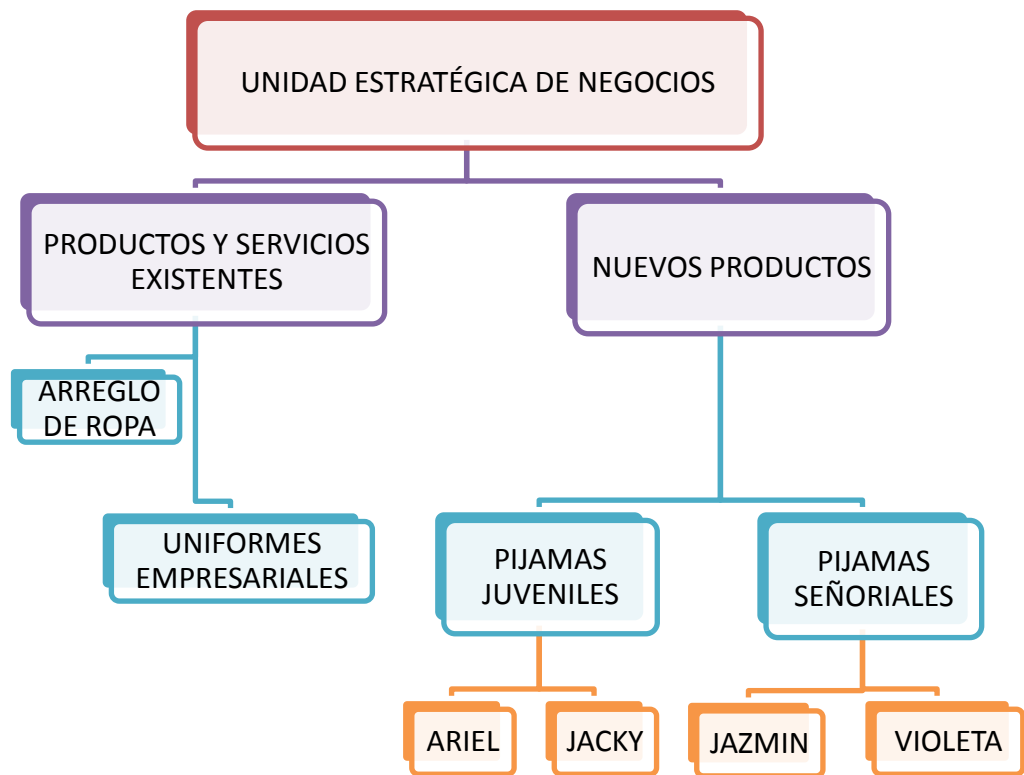 UNIDAD ESTRATÉGICA DE NEGOCIOS
PRODUCTOS Y SERVICIOS
EXISTENTES
NUEVOS PRODUCTOS
ARREGLO
DE ROPA
UNIFORMES
EMPRESARIALES
PIJAMAS
JUVENILES
PIJAMAS
SEÑORIALES
ARIEL
JACKY
JAZMIN
VIOLETA